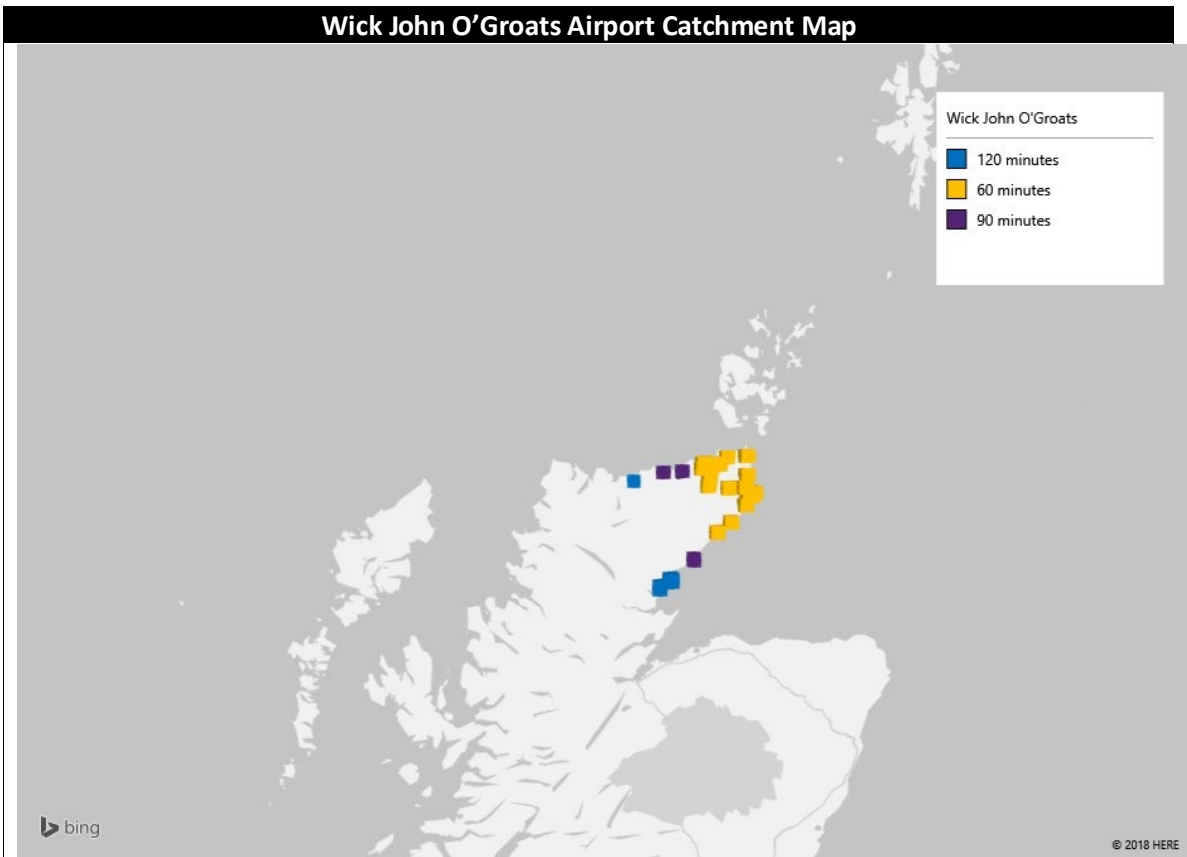 Wick John O’Groats Airport Catchment Map
Wick John O'Groats
120 minutes
60 minutes
90 minutes
bing
© 2018 HERE